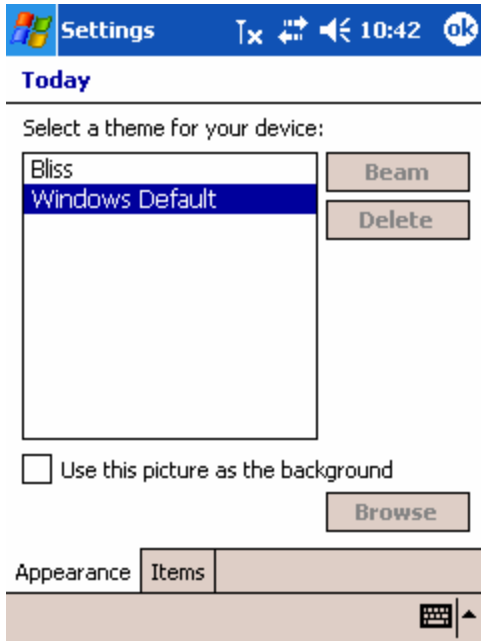 Settings 10:42 ok
Today
Select a theme for your device:
Bliss
Windows Default
Beam
Delete
Use this picture as the background
Browse
Appearance Items